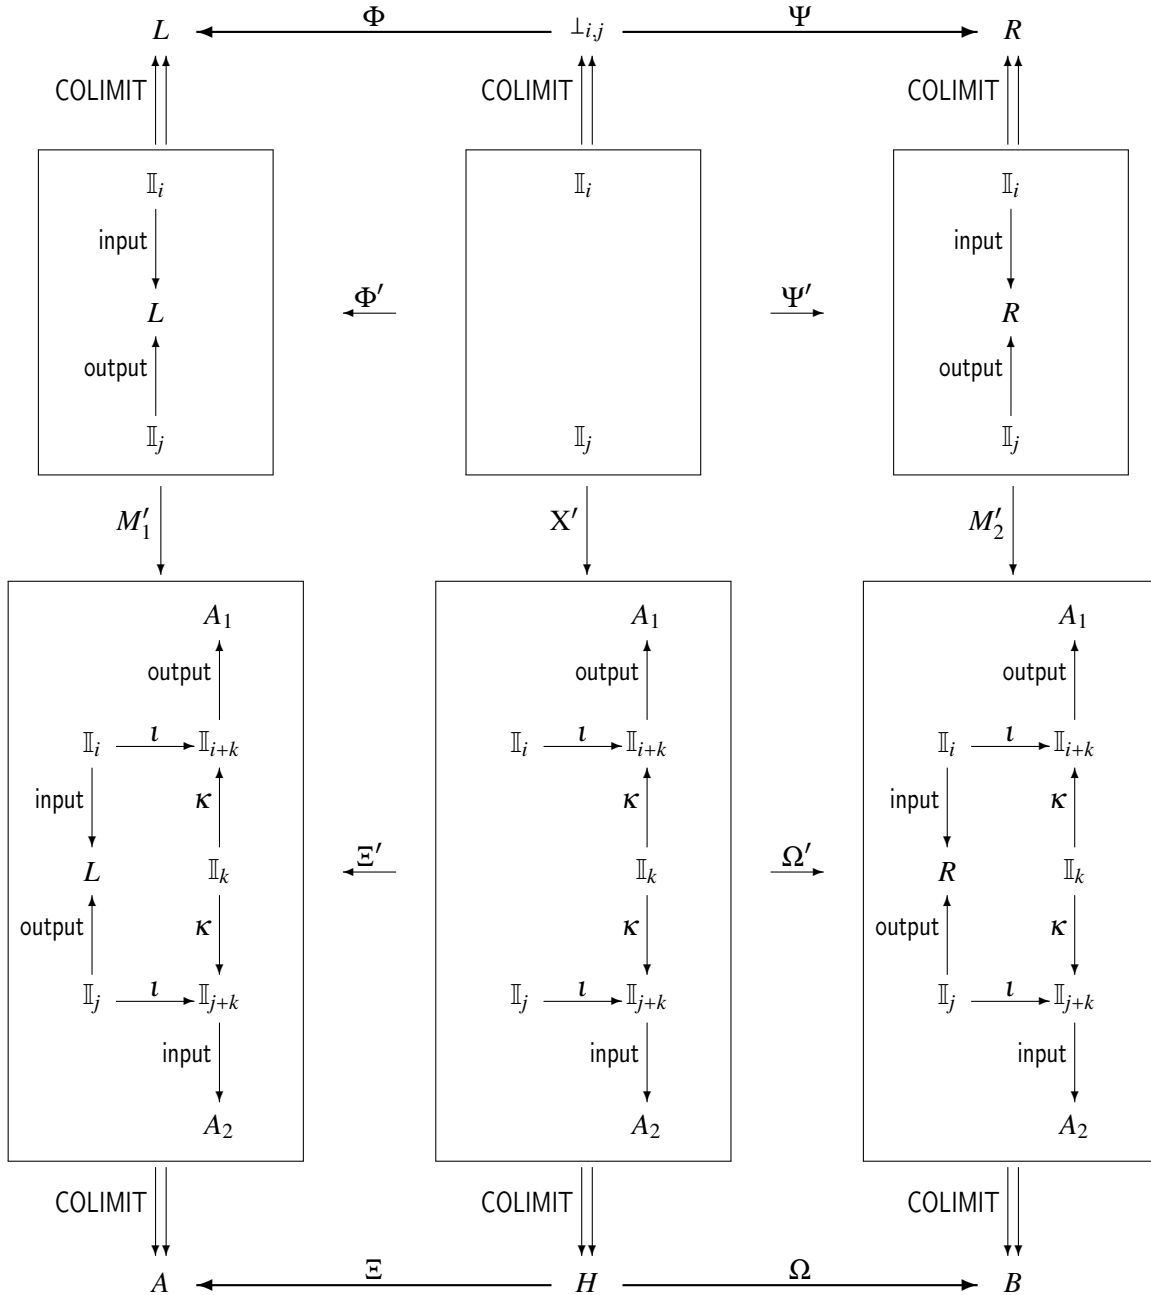 L Φ ⊥i,j Ψ R
COLIMIT COLIMIT COLIMIT
𝕀i 𝕀i 𝕀i
input input
L Φ′ Ψ′ R
output output
𝕀j 𝕀j 𝕀j
M′1 X′ M′2
A1 A1 A1
output output output
𝕀i ι 𝕀i+k 𝕀i ι 𝕀i+k 𝕀i ι 𝕀i+k
input κ κ input κ
L 𝕀k Ξ′ 𝕀k Ω′ R 𝕀k
output κ κ output κ
𝕀j ι 𝕀j+k 𝕀j ι 𝕀j+k 𝕀j ι 𝕀j+k
input input input
A2 A2 A2
COLIMIT COLIMIT COLIMIT
A Ξ H Ω B